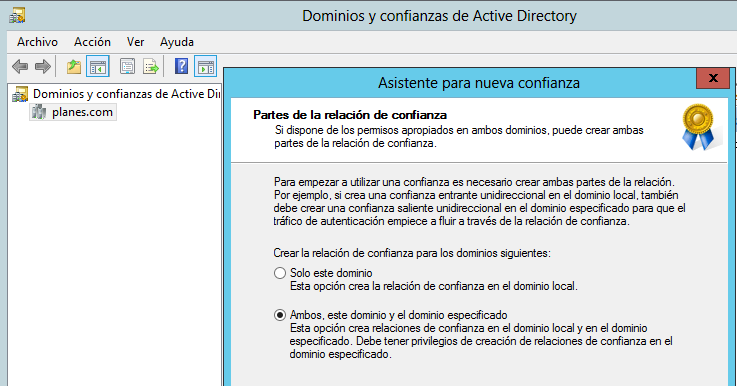 Dominios y confianzas de Active Directory
Archivo Acción Ver Ayuda
Dominios y confianzas de Active Di
planes.com
Asistente para nueva confianza
Partes de la relación de confianza
Si dispone de los permisos apropiados en ambos dominios, puede crear ambas
partes de la relación de confianza.
Para empezar a utilizar una confianza es necesario crear ambas partes de la relación.
Por ejemplo, si crea una confianza entrante unidireccional en el dominio local, también
debe crear una confianza saliente unidireccional en el dominio especificado para que el
tráfico de autenticación empiece a fluir a través de la relación de confianza.
Crear la relación de confianza para los dominios siguientes:
Solo este dominio
Esta opción crea la relación de confianza en el dominio local.
Ambos, este dominio y el dominio especificado
Esta opción crea relaciones de confianza en el dominio local y en el dominio
especificado. Debe tener privilegios de creación de relaciones de confianza en el
dominio especificado.